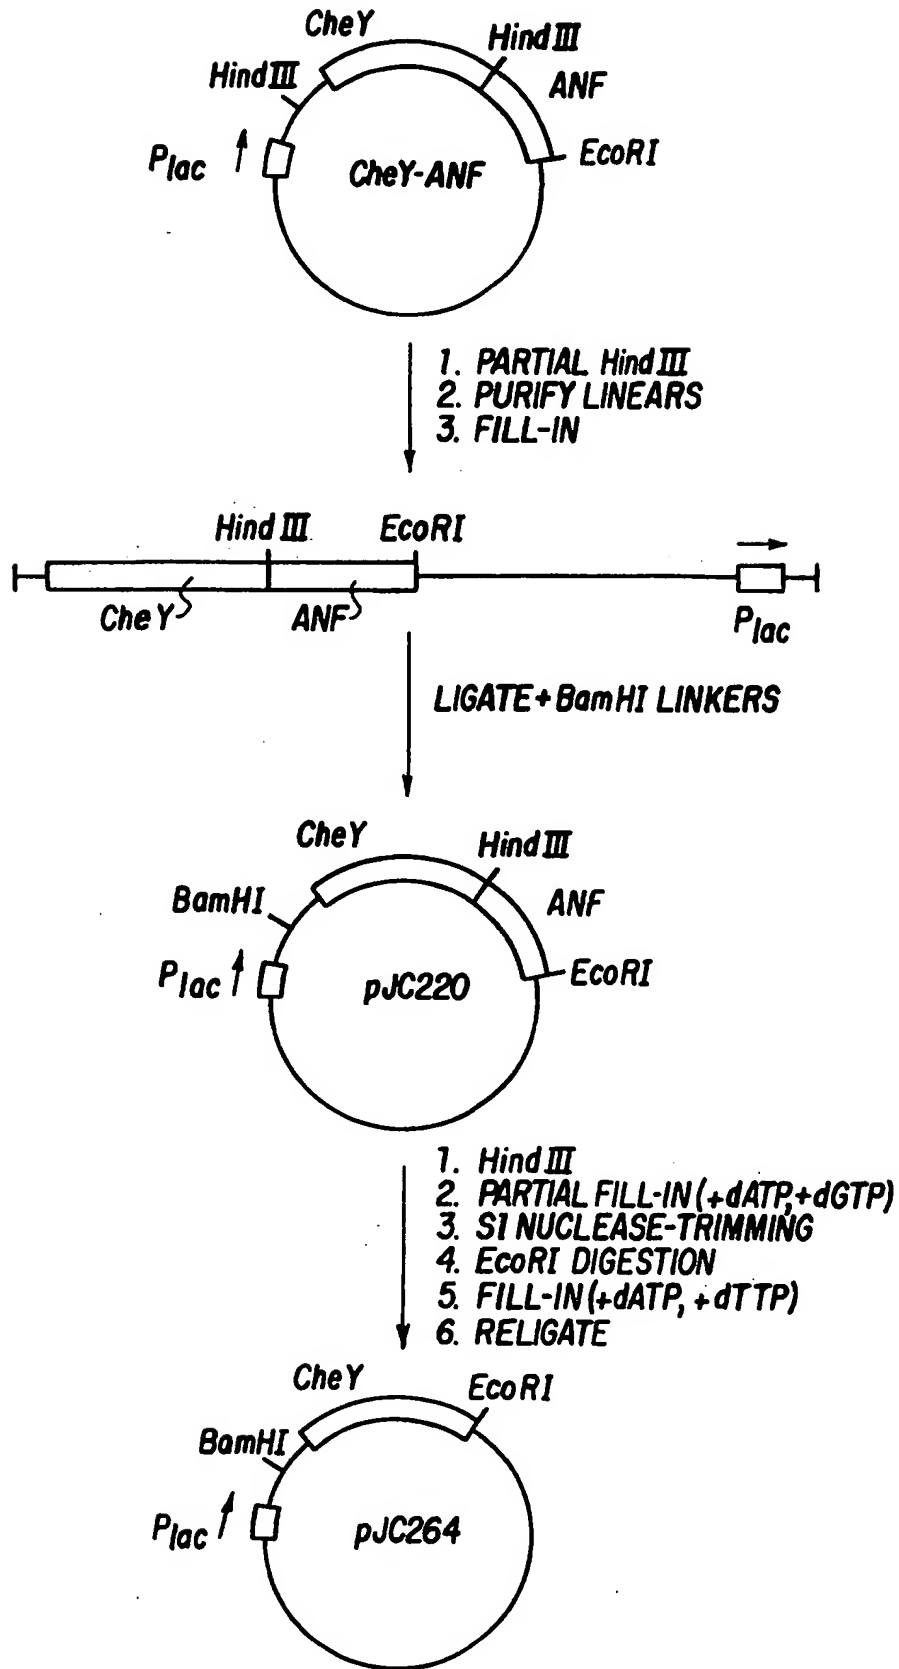 CheY
Hind III
Hind III
ANF
Plac
EcoRI
CheY-ANF
1. PARTIAL Hind III
2. PURIFY LINEARS
3. FILL-IN
Hind III
EcoRI
CheY
ANF
Plac
LIGATE + BamHI LINKERS
CheY
Hind III
BamHI
ANF
Plac
EcoRI
pJC220
1. Hind III
2. PARTIAL FILL-IN (+dATP, +dGTP)
3. S1 NUCLEASE-TRIMMING
4. EcoRI DIGESTION
5. FILL-IN (+dATP, +dTTP)
6. RELIGATE
CheY
EcoRI
BamHI
Plac
pJC264